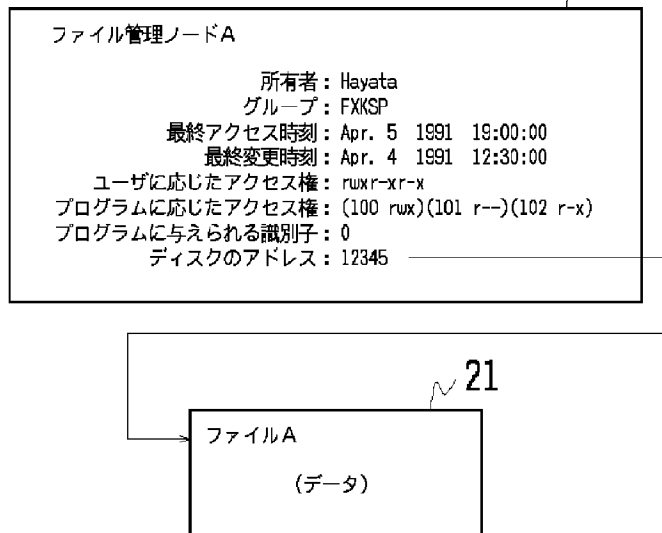 ファイル管理ノードA
所有者：Hayata
グループ：FXKSP
最終アクセス時刻：Apr. 5 1991 19:00:00
最終変更時刻：Apr. 4 1991 12:30:00
ユーザに応じたアクセス権：rwxr-xr-x
プログラムに応じたアクセス権：(100 rwx)(101 r--)(102 r-x)
プログラムに与えられる識別子：0
ディスクのアドレス：12345
21
ファイルA
(データ)